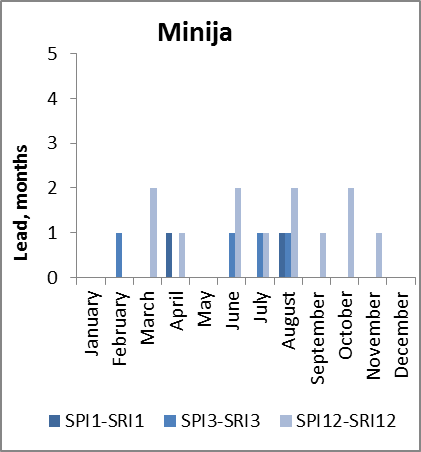 Minija
5
4
3
2
1
0
Lead, months
January
February
March
April
May
June
July
August
September
October
November
December
SPI1-SRI1 SPI3-SRI3 SPI12-SRI12